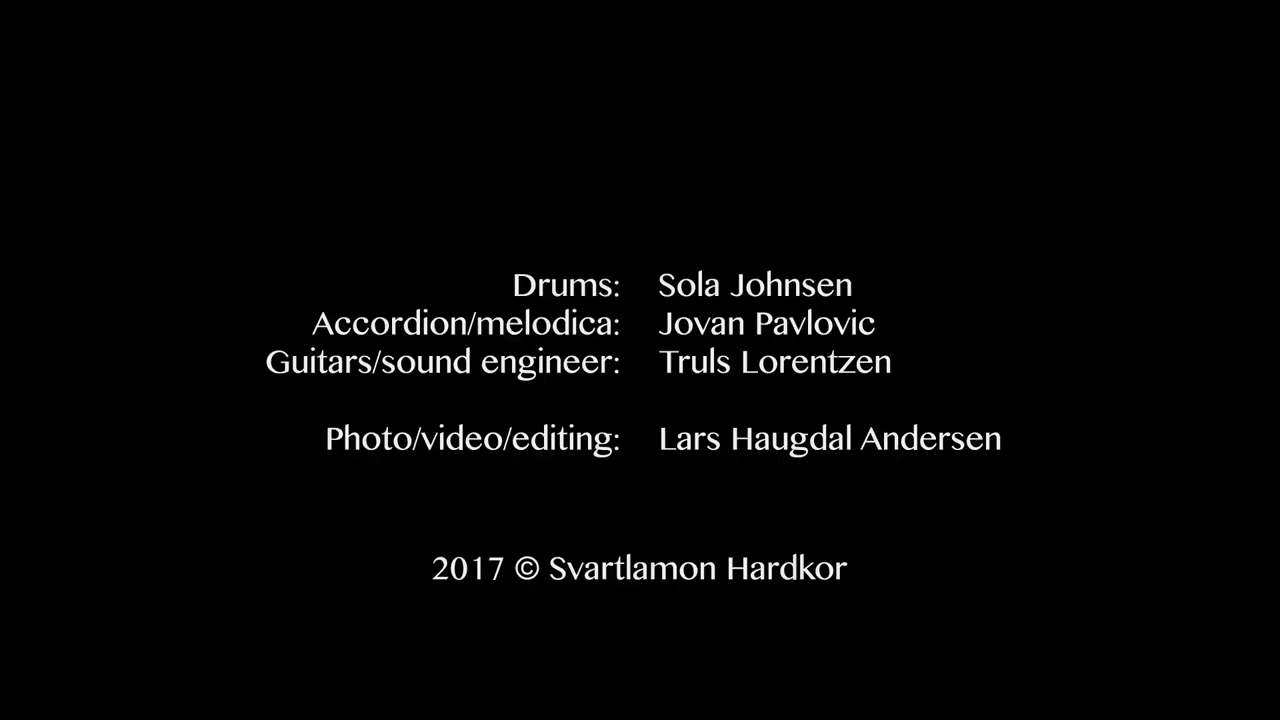 Drums: Sola Johnsen
Accordion/melodica: Jovan Pavlovic
Guitars/sound engineer: Truls Lorentzen
Photo/video/editing: Lars Haugdal Andersen
2017 © Svartlamon Hardkor